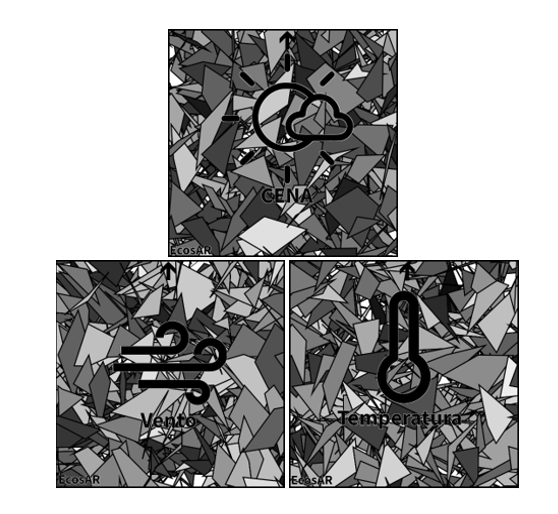 CENA
EcosAR
Vento
EcosAR
Temperatura
EcosAR